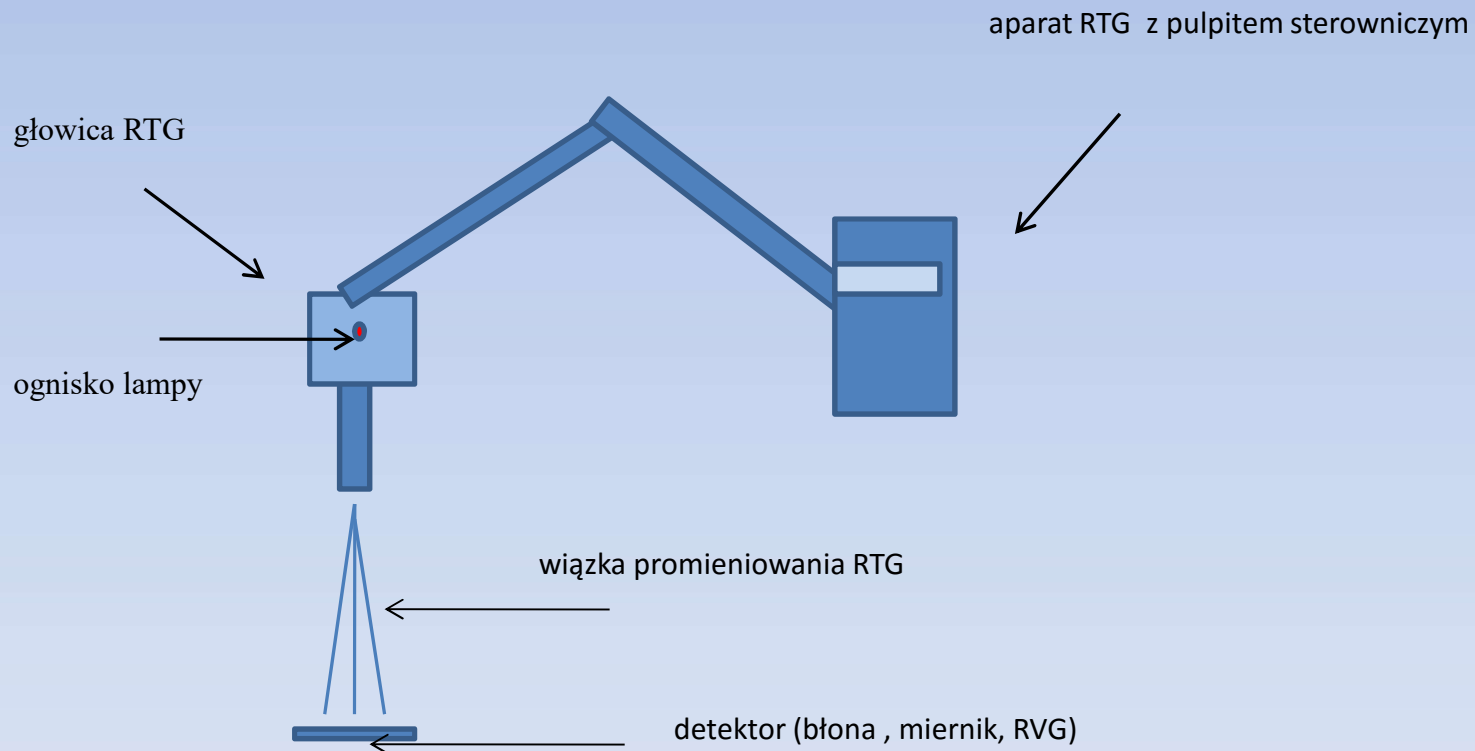 aparat RTG z pulpitem sterowniczym
głowica RTG
ognisko lampy
wiązka promieniowania RTG
detektor (błona , miernik, RVG)